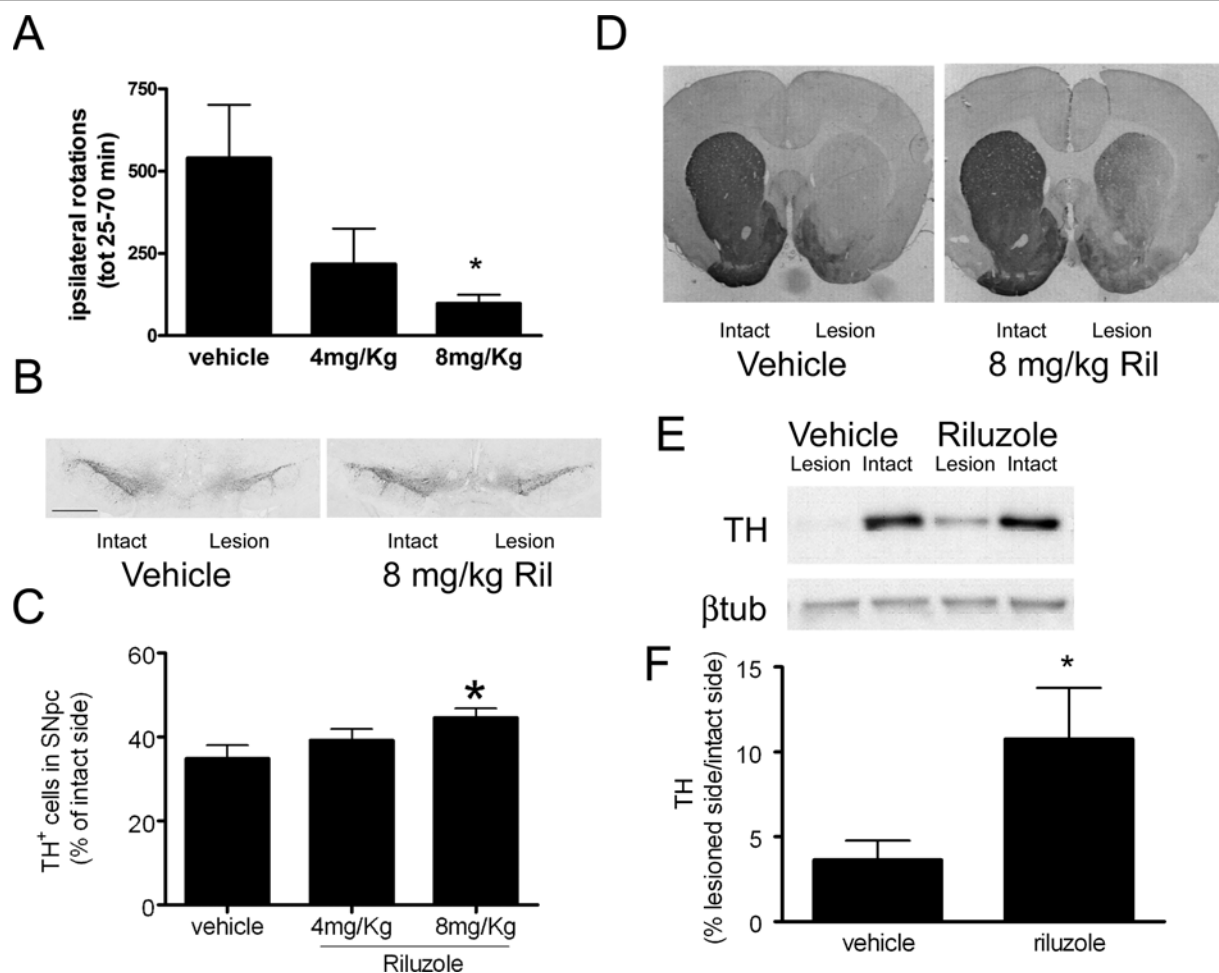 A
ipsilateral rotations
(tot 25-70 min)
750
500
250
0
*
vehicle 4mg/Kg 8mg/Kg
B
Intact Lesion Intact Lesion
Vehicle 8 mg/kg Ril
C
TH+ cells in SNpc
(% of intact side)
60
40
20
0
*
vehicle 4mg/Kg 8mg/Kg
Riluzole
D
Intact Lesion Intact Lesion
Vehicle 8 mg/kg Ril
E
Vehicle Riluzole
Lesion Intact Lesion Intact
TH
βtub
F
TH
(% lesioned side/intact side)
15
10
5
0
*
vehicle riluzole